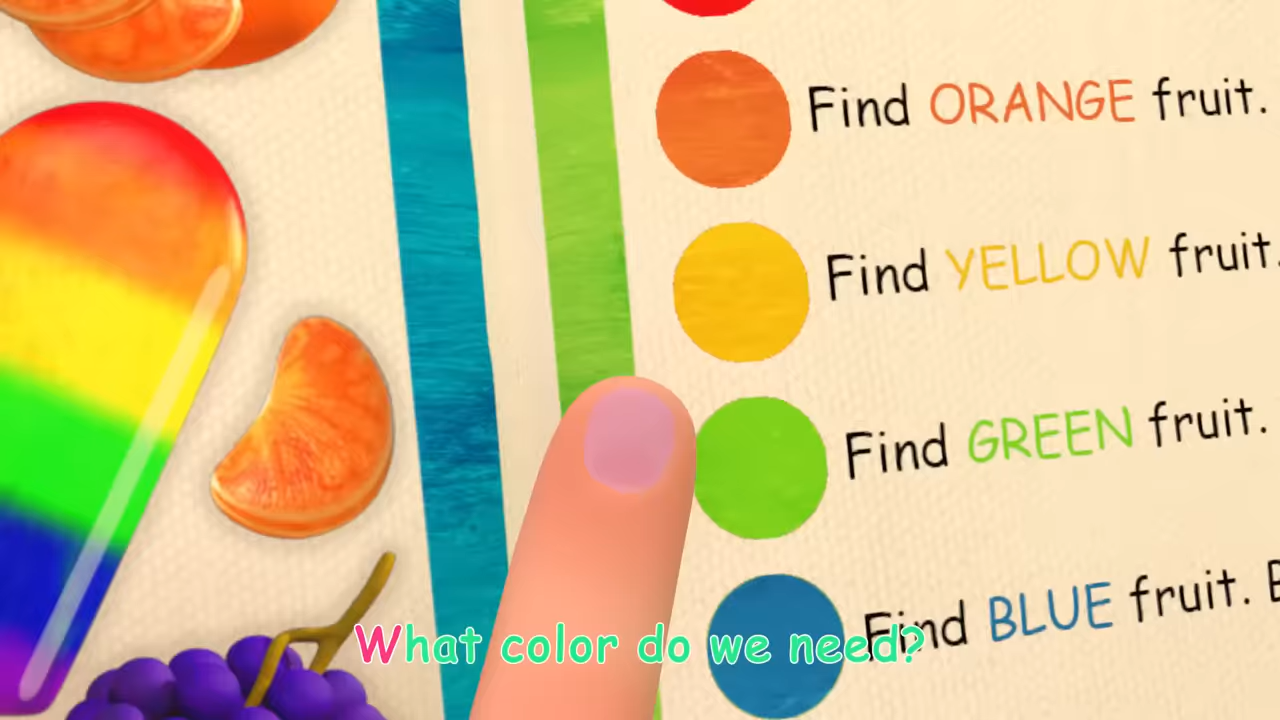 Find ORANGE fruit.
Find YELLOW fruit.
Find GREEN fruit.
Find BLUE fruit.
What color do we need?